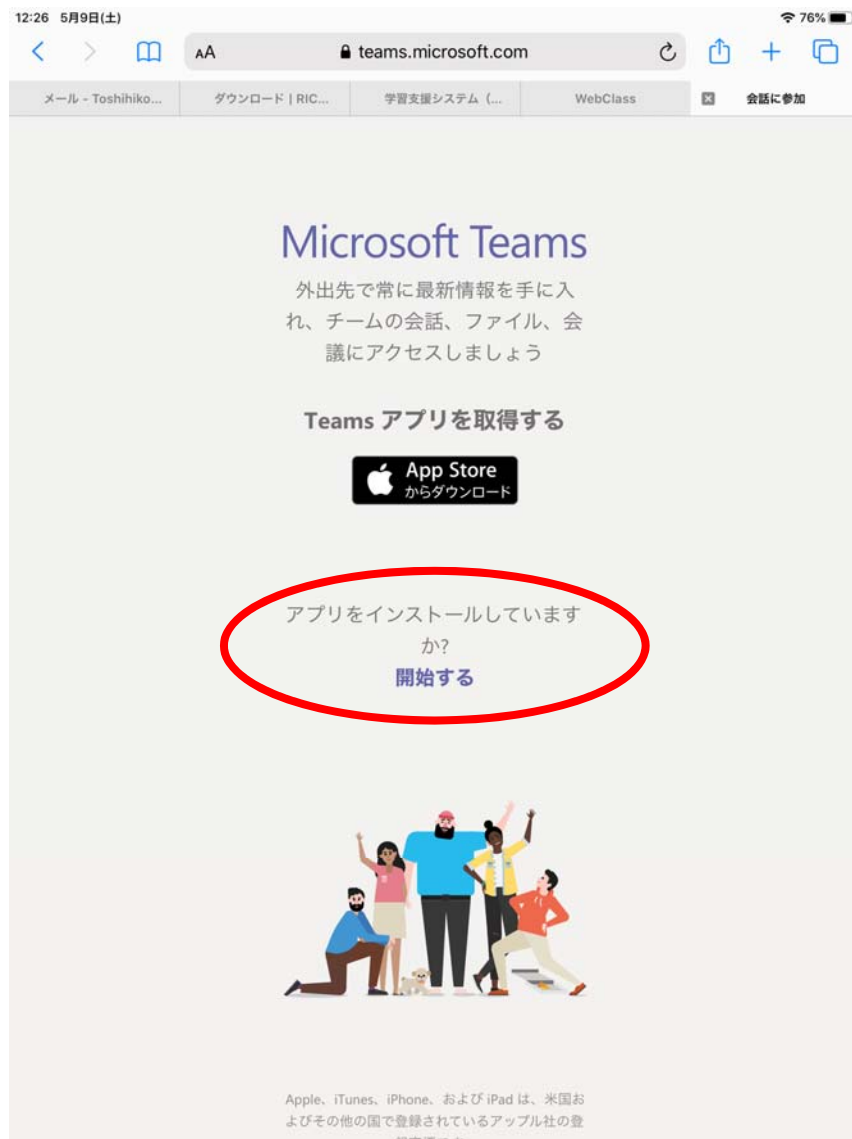 12:26 5月9日(土) 76%
AA teams.microsoft.com
メール - Toshihiko... ダウンロード | RIC... 学習支援システム (... WebClass 会話に参加
Microsoft Teams
外出先で常に最新情報を手に入
れ、チームの会話、ファイル、会
議にアクセスしましょう
Teams アプリを取得する
App Store
からダウンロード
アプリをインストールしています
か?
開始する
Apple、iTunes、iPhone、および iPad は、米国お
よびその他の国で登録されているアップル社の登